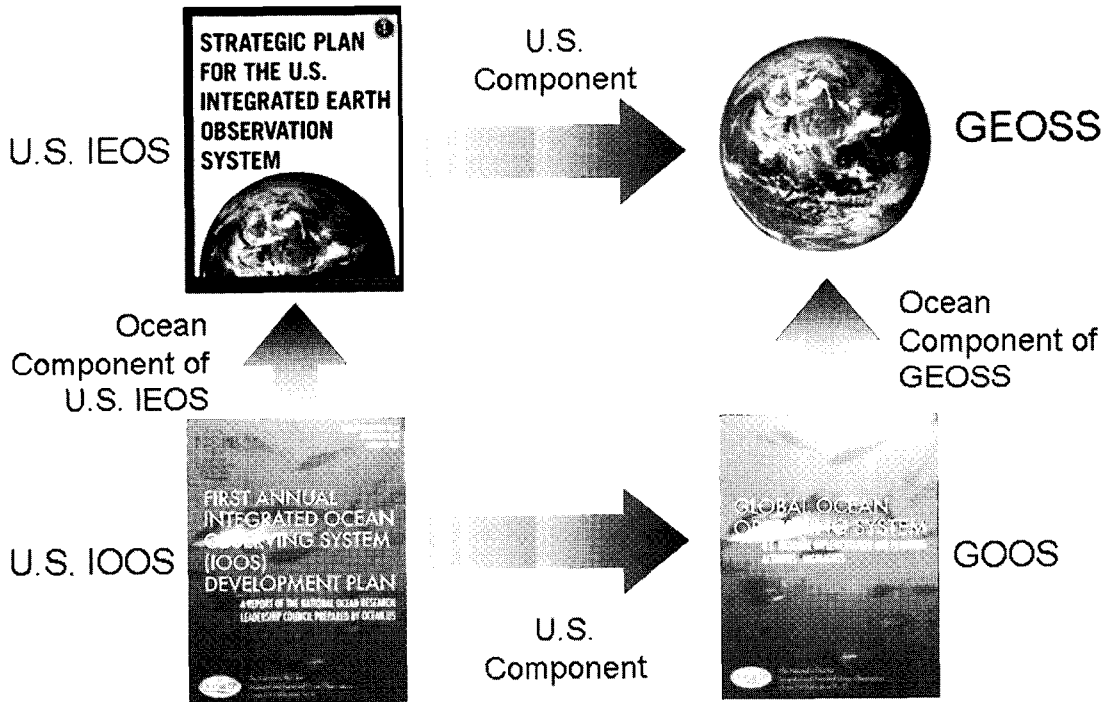 STRATEGIC PLAN
FOR THE U.S.
INTEGRATED EARTH
OBSERVATION
SYSTEM
U.S. IEOS
U.S.
Component
GEOSS
Ocean
Component of
U.S. IEOS
Ocean
Component of
GEOSS
FIRST ANNUAL
INTEGRATED OCEAN
OBSERVING SYSTEM
(IOOS)
DEVELOPMENT PLAN
A REPORT OF THE NATIONAL OCEAN RESEARCH
LEADERSHIP COUNCIL PREPARED BY OCEAN.US
U.S. IOOS
U.S.
Component
GLOBAL OCEAN
OBSERVING SYSTEM
GOOS